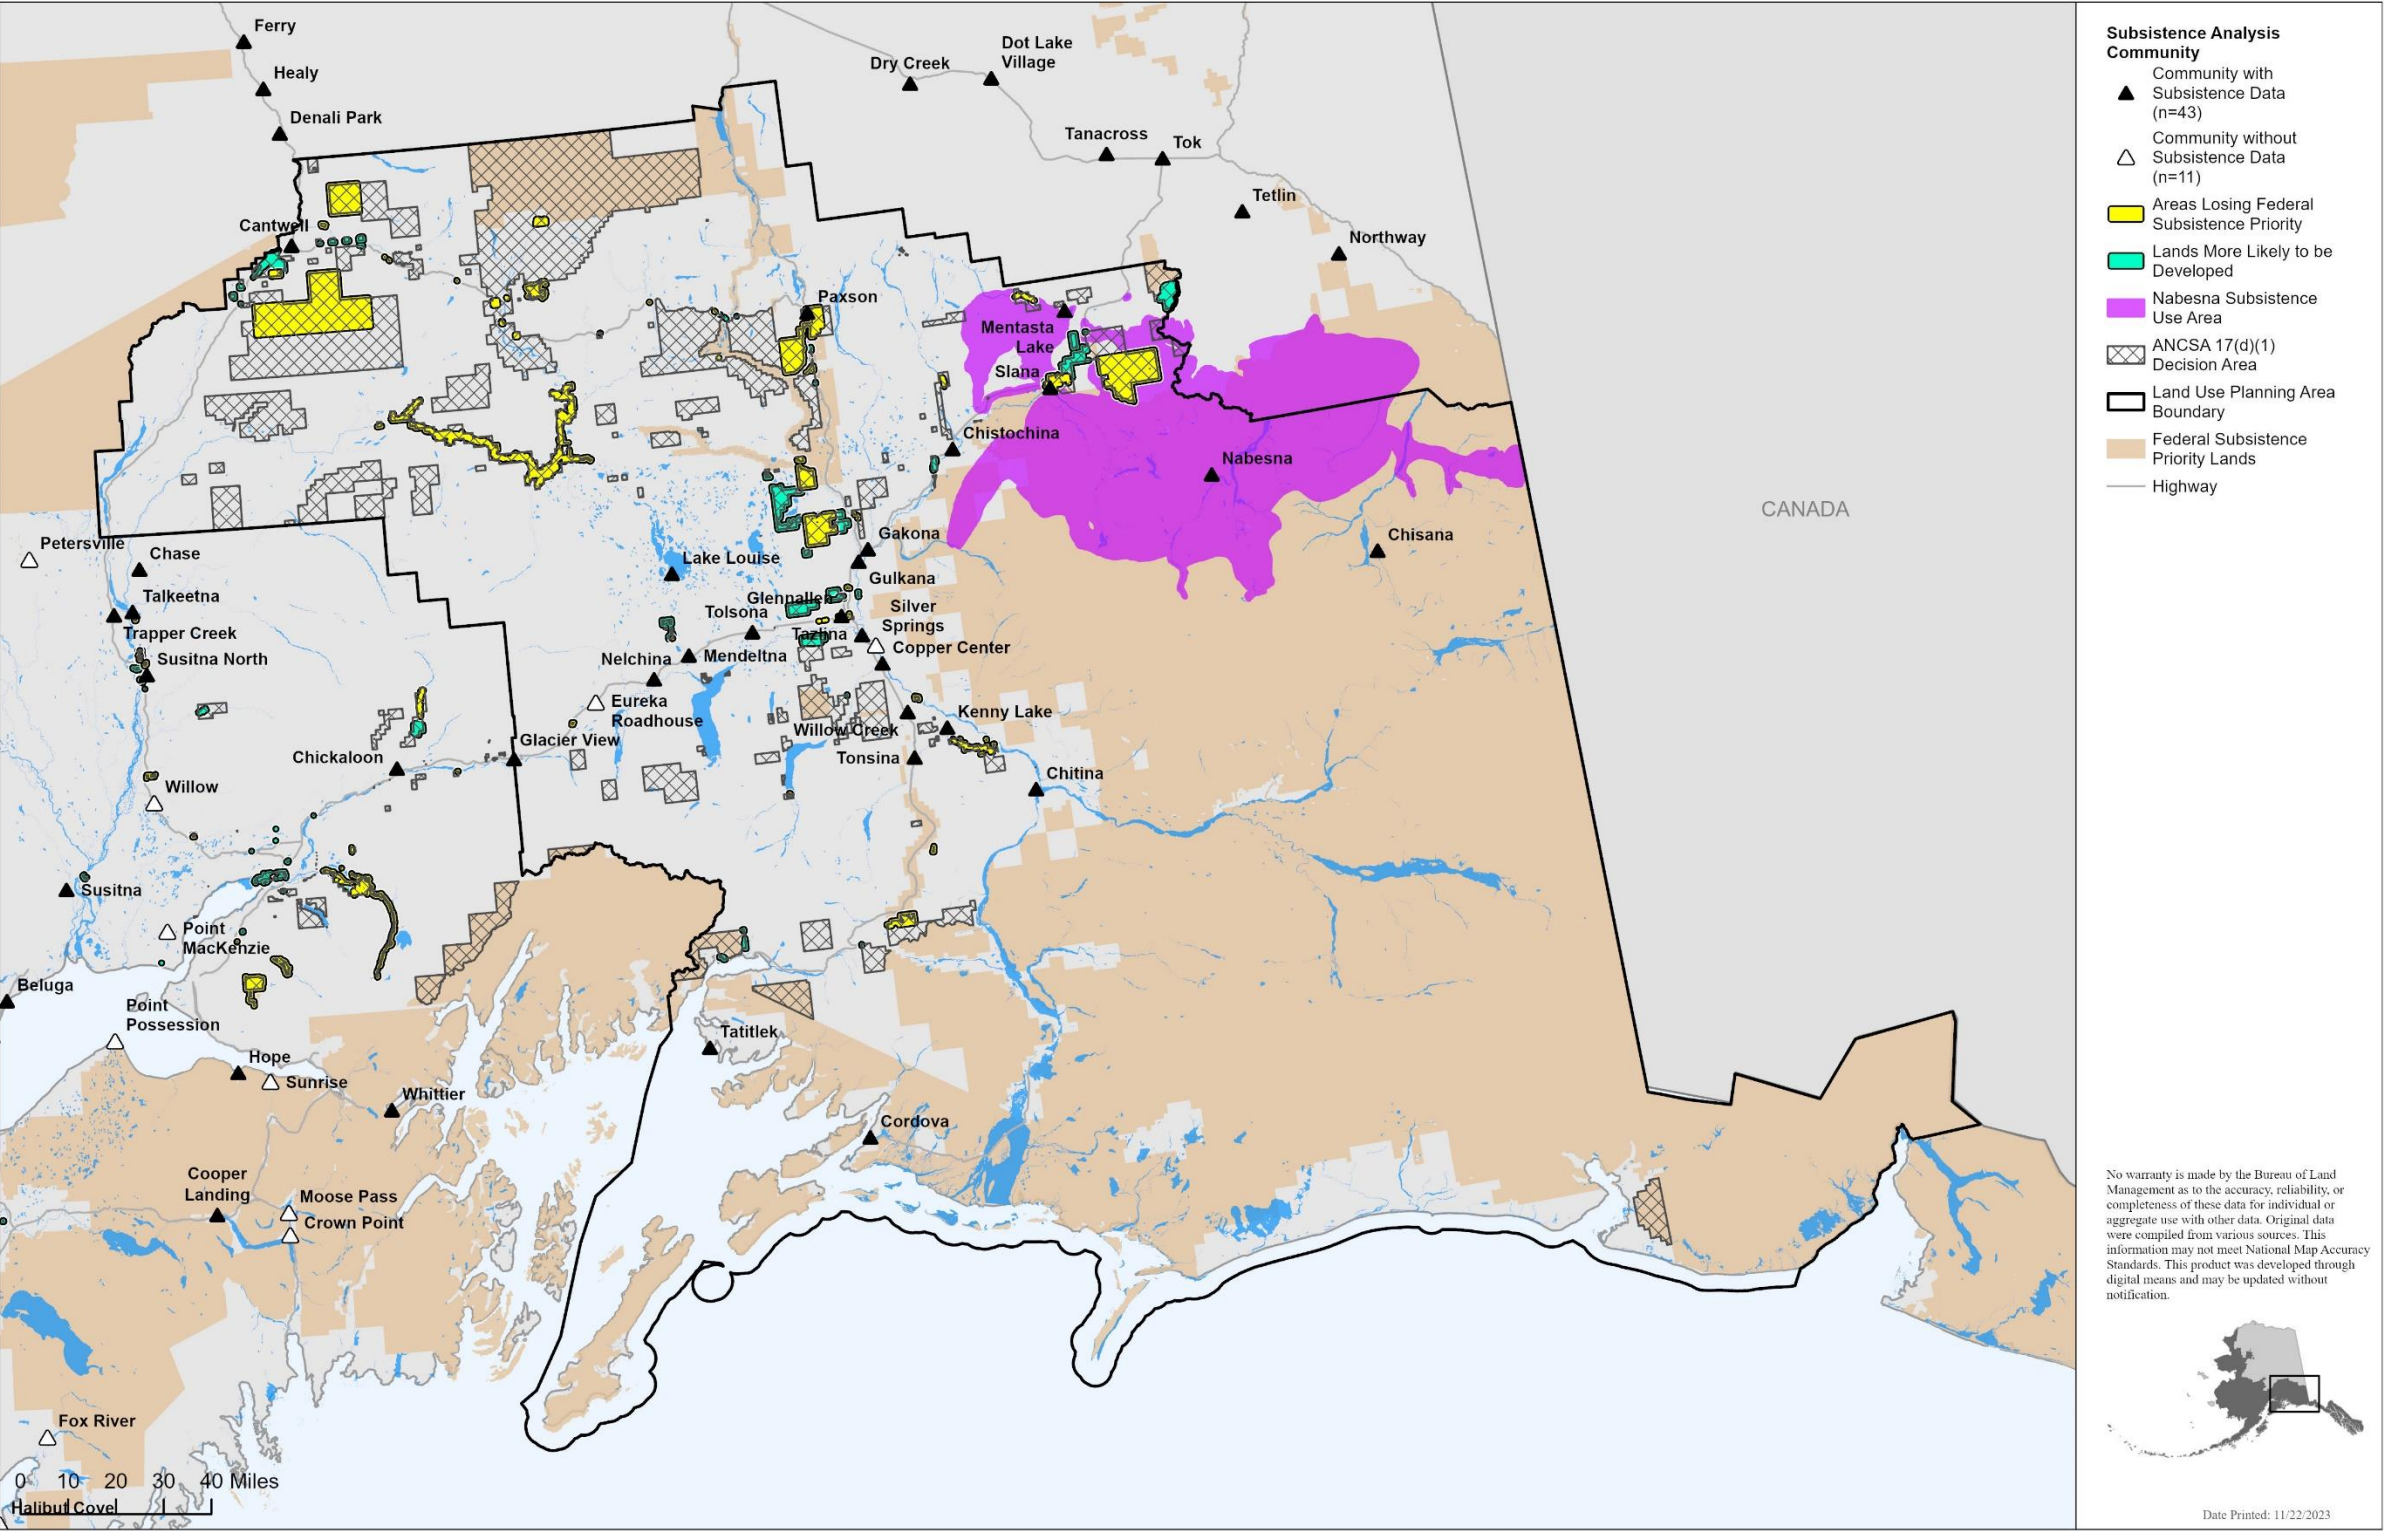 Ferry
Healy
Denali Park
Dry Creek
Dot Lake
Village
Tanacross
Tok
Tetlin
Northway
Cantwell
Paxson
Mentasta
Lake
Slana
Chistochina
Nabesna
CANADA
Chisana
Petersville
Chase
Talkeetna
Trapper Creek
Susitna North
Lake Louise
Gakona
Gulkana
Glennallen
Tolsona
Silver
Springs
Tazlina
Copper Center
Nelchina
Mendeltna
Eureka
Roadhouse
Willow Creek
Kenny Lake
Glacier View
Chickaloon
Tonsina
Chitina
Willow
Susitna
Point
MacKenzie
Beluga
Point
Possession
Hope
Sunrise
Whittier
Tatitlek
Cordova
Cooper
Landing
Moose Pass
Crown Point
Fox River
0 10 20 30 40 Miles
Halibut Cove
Subsistence Analysis
Community
Community with
Subsistence Data
(n=43)
Community without
Subsistence Data
(n=11)
Areas Losing Federal
Subsistence Priority
Lands More Likely to be
Developed
Nabesna Subsistence
Use Area
ANCSA 17(d)(1)
Decision Area
Land Use Planning Area
Boundary
Federal Subsistence
Priority Lands
Highway
No warranty is made by the Bureau of Land
Management as to the accuracy, reliability, or
completeness of these data for individual or
aggregate use with other data. Original data
were compiled from various sources. This
information may not meet National Map Accuracy
Standards. This product was developed through
digital means and may be updated without
notification.
Date Printed: 11/22/2023